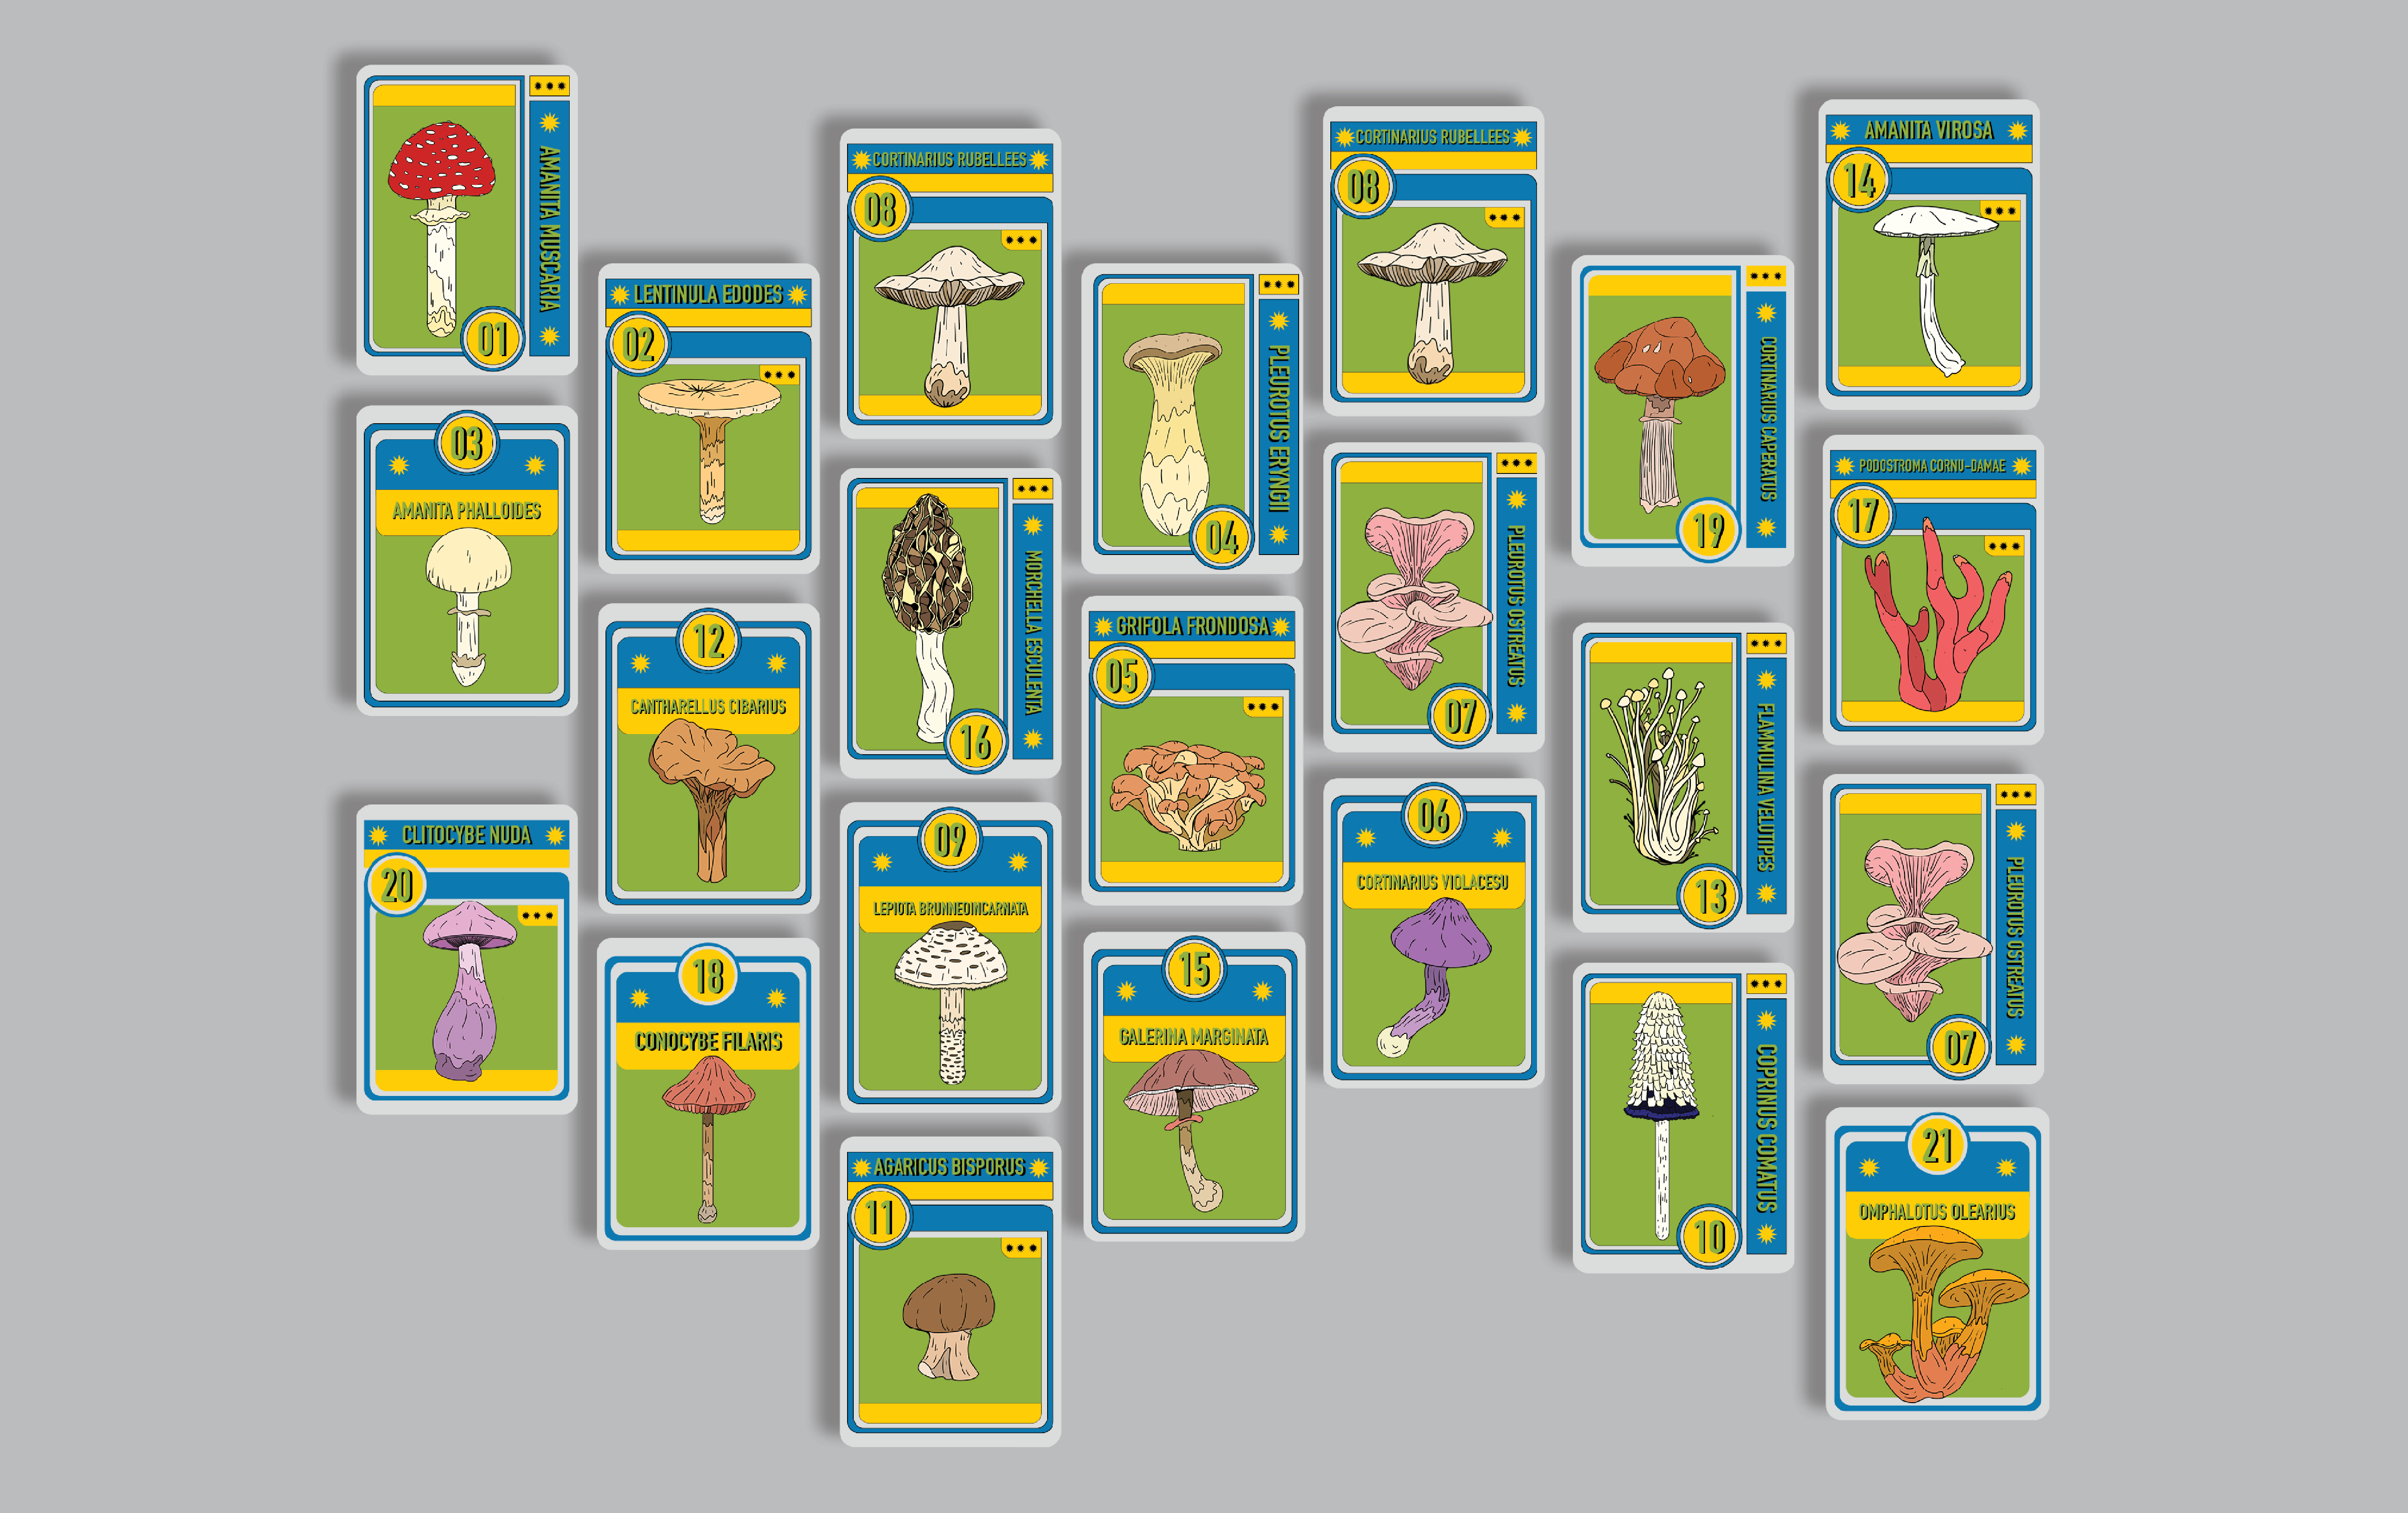 AMANITA MUSCARIA
01
03
AMANITA PHALLOIDES
CLITOCYBE NUDA
20
LENTINULA EDODES
02
12
CANTHARELLUS CIBARIUS
18
CONOCYBE FILARIS
CORTINARIUS RUBELLEES
08
MORCHELLA ESCULENTA
16
09
LEPIOTA BRUNNEOINCARNATA
AGARICUS BISPORUS
11
PLEUROTUS ERYNGII
04
GRIFOLA FRONDOSA
05
15
GALERINA MARGINATA
CORTINARIUS RUBELLEES
08
PLEUROTUS OSTREATUS
07
06
CORTINARIUS VIOLACESU
CORTINARIUS CAPERATUS
19
FLAMMULINA VELUTIPES
13
COPRINUS COMATUS
10
AMANITA VIROSA
14
PODOSTROMA CORNU-DAMAE
17
PLEUROTUS OSTREATUS
07
21
OMPHALOTUS OLEARIUS